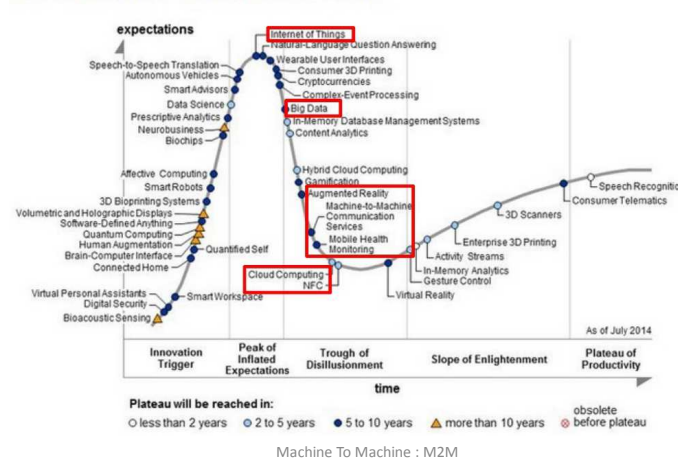 expectations
Internet of Things
Natural-Language Question Answering
Wearable User Interfaces
Consumer 3D Printing
Cryptocurrencies
Complex-Event Processing
Big Data
In-Memory Database Management Systems
Content Analytics
Speech-to-Speech Translation
Autonomous Vehicles
Smart Advisors
Data Science
Prescriptive Analytics
Neurobusiness
Biochips
Affective Computing
Smart Robots
3D Bioprinting Systems
Volumetric and Holographic Displays
Software-Defined Anything
Quantum Computing
Human Augmentation
Brain-Computer Interface
Connected Home
Quantified Self
Virtual Personal Assistants
Smart Workspace
Digital Security
Bioacoustic Sensing
Hybrid Cloud Computing
Gamification
Augmented Reality
Machine-to-Machine
Communication
Services
Mobile Health
Monitoring
Cloud Computing
NFC
Virtual Reality
Gesture Control
In-Memory Analytics
Activity Streams
Enterprise 3D Printing
3D Scanners
Consumer Telematics
Speech Recognitic
As of July 2014
Innovation
Trigger
Peak of
Inflated
Expectations
Trough of
Disillusionment
Slope of Enlightenment
Plateau of
Productivity
time
Plateau will be reached in:
less than 2 years
2 to 5 years
5 to 10 years
more than 10 years
obsolete
before plateau
Machine To Machine : M2M